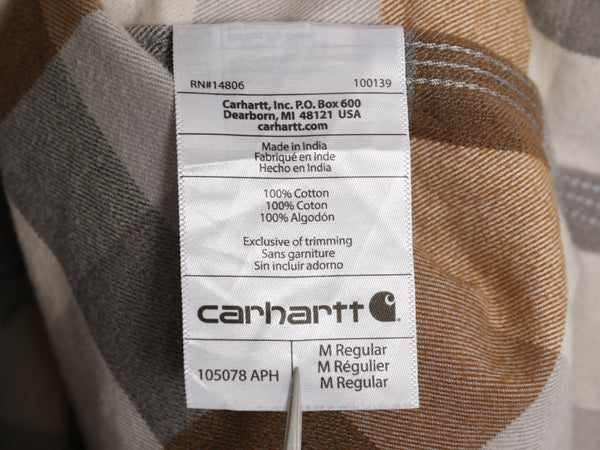 RN#14806 100139
Carhartt, Inc. P.O. Box 600
Dearborn, MI 48121 USA
carhartt.com
Made in India
Fabriqué en Inde
Hecho en India
100% Cotton
100% Coton
100% Algodón
Exclusive of trimming
Sans garniture
Sin incluir adorno
carhartt
105078 APH
M Regular
M Régulier
M Regular